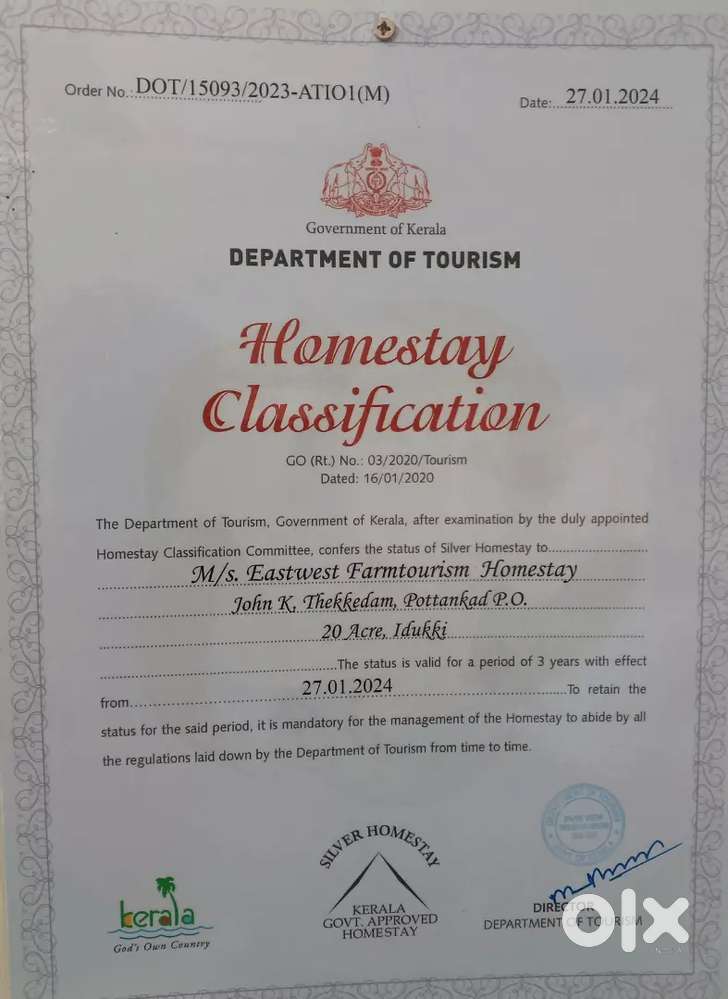 Order No.: DOT/15093/2023-ATIO1(M)
Date: 27.01.2024
Government of Kerala
DEPARTMENT OF TOURISM
Homestay
Classification
GO (Rt.) No.: 03/2020/Tourism
Dated: 16/01/2020
The Department of Tourism, Government of Kerala, after examination by the duly appointed
Homestay Classification Committee, confers the status of Silver Homestay to
M/s. Eastwest Farmtourism Homestay
John K, Thekkedam, Pottankad P.O.
20 Acre, Idukki
The status is valid for a period of 3 years with effect
from 27.01.2024 To retain the
status for the said period, it is mandatory for the management of the Homestay to abide by all
the regulations laid down by the Department of Tourism from time to time.
SILVER HOMESTAY
KERALA
GOVT. APPROVED
HOMESTAY
kerala
God's Own Country
DIRECTOR
DEPARTMENT OF TOURISM
olx